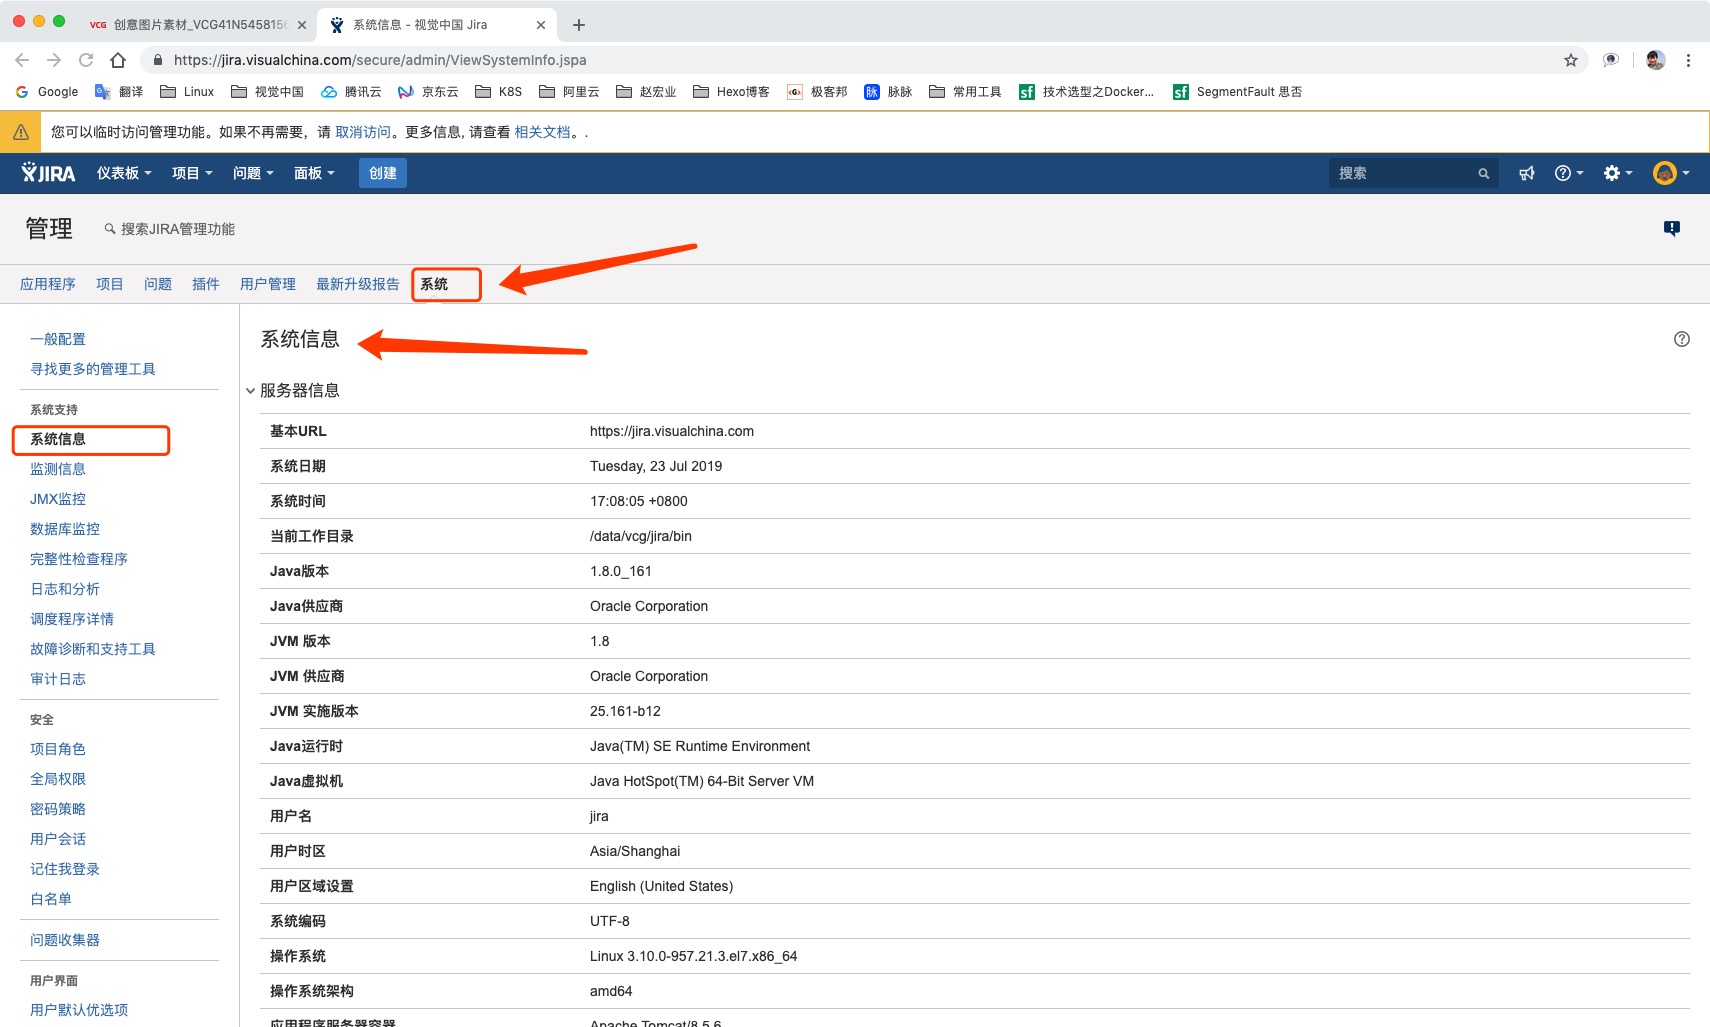 VCG 创意图片素材_VCG41N545815
系统信息 - 视觉中国 Jira
https://jira.visualchina.com/secure/admin/ViewSystemInfo.jspa
Google 翻译 Linux 视觉中国 腾讯云 京东云 K8S 阿里云 赵宏业 Hexo博客 极客邦 脉脉 常用工具 技术选型之Docker... SegmentFault 思否
您可以临时访问管理功能。如果不再需要，请 取消访问。更多信息, 请查看 相关文档。.
JIRA 仪表板 项目 问题 面板 创建 搜索
管理 搜索JIRA管理功能
应用程序 项目 问题 插件 用户管理 最新升级报告 系统
一般配置
寻找更多的管理工具
系统支持
系统信息
监测信息
JMX监控
数据库监控
完整性检查程序
日志和分析
调度程序详情
故障诊断和支持工具
审计日志
安全
项目角色
全局权限
密码策略
用户会话
记住我登录
白名单
问题收集器
用户界面
用户默认优选项
系统信息
服务器信息
基本URL https://jira.visualchina.com
系统日期 Tuesday, 23 Jul 2019
系统时间 17:08:05 +0800
当前工作目录 /data/vcg/jira/bin
Java版本 1.8.0_161
Java供应商 Oracle Corporation
JVM 版本 1.8
JVM 供应商 Oracle Corporation
JVM 实施版本 25.161-b12
Java运行时 Java(TM) SE Runtime Environment
Java虚拟机 Java HotSpot(TM) 64-Bit Server VM
用户名 jira
用户时区 Asia/Shanghai
用户区域设置 English (United States)
系统编码 UTF-8
操作系统 Linux 3.10.0-957.21.3.el7.x86_64
操作系统架构 amd64
应用程序服务器容器 Apache Tomcat/8.5.6